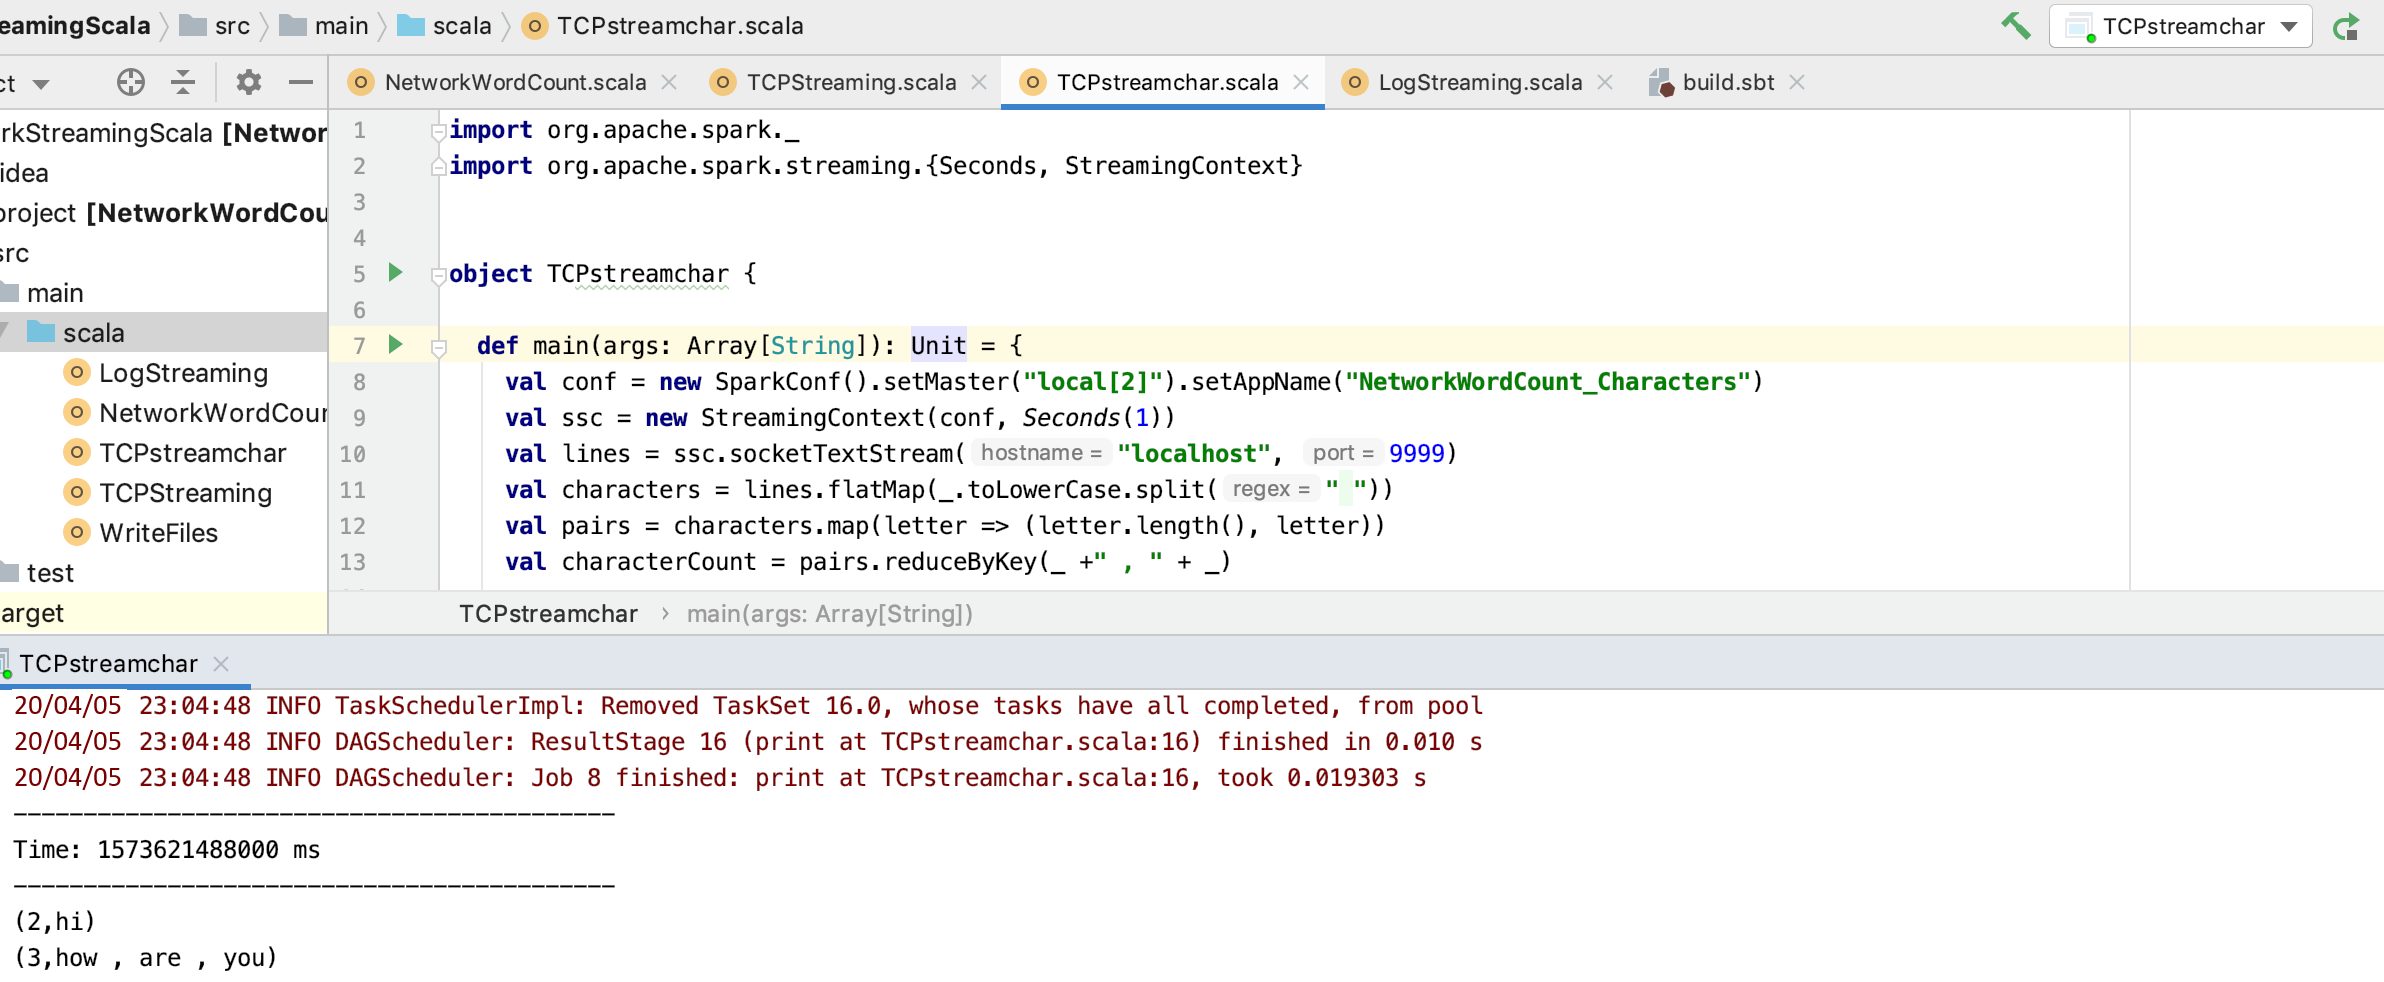 eamingScala src main scala TCPstreamchar.scala TCPstreamchar
ct NetworkWordCount.scala TCPStreaming.scala TCPstreamchar.scala LogStreaming.scala build.sbt
rkStreamingScala [Networ
idea
project [NetworkWordCou
src
main
scala
LogStreaming
NetworkWordCour
TCPstreamchar
TCPStreaming
WriteFiles
test
arget
1 import org.apache.spark._
2 import org.apache.spark.streaming.{Seconds, StreamingContext}
3
4
5 object TCPstreamchar {
6
7 def main(args: Array[String]): Unit = {
8 val conf = new SparkConf().setMaster("local[2]").setAppName("NetworkWordCount_Characters")
9 val ssc = new StreamingContext(conf, Seconds(1))
10 val lines = ssc.socketTextStream( hostname = "localhost", port = 9999)
11 val characters = lines.flatMap(_.toLowerCase.split( regex = " "))
12 val pairs = characters.map(letter => (letter.length(), letter))
13 val characterCount = pairs.reduceByKey(_ +" , " + _)
TCPstreamchar › main(args: Array[String])
TCPstreamchar
20/04/05 23:04:48 INFO TaskSchedulerImpl: Removed TaskSet 16.0, whose tasks have all completed, from pool
20/04/05 23:04:48 INFO DAGScheduler: ResultStage 16 (print at TCPstreamchar.scala:16) finished in 0.010 s
20/04/05 23:04:48 INFO DAGScheduler: Job 8 finished: print at TCPstreamchar.scala:16, took 0.019303 s
-------------------------------------------
Time: 1573621488000 ms
-------------------------------------------
(2,hi)
(3,how , are , you)